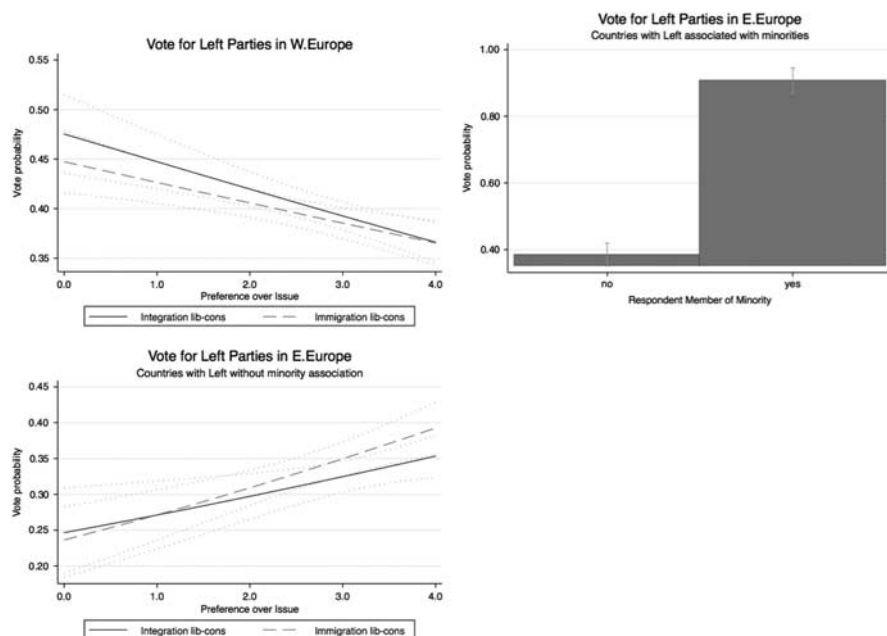 Vote for Left Parties in W.Europe
Vote probability
0.55
0.50
0.45
0.40
0.35
0.0 1.0 2.0 3.0 4.0
Preference over Issue
Integration lib-cons Immigration lib-cons
Vote for Left Parties in E.Europe
Countries with Left associated with minorities
Vote probability
1.00
0.80
0.60
0.40
no yes
Respondent Member of Minority
Vote for Left Parties in E.Europe
Countries with Left without minority association
Vote probability
0.45
0.40
0.35
0.30
0.25
0.20
0.0 1.0 2.0 3.0 4.0
Preference over Issue
Integration lib-cons Immigration lib-cons